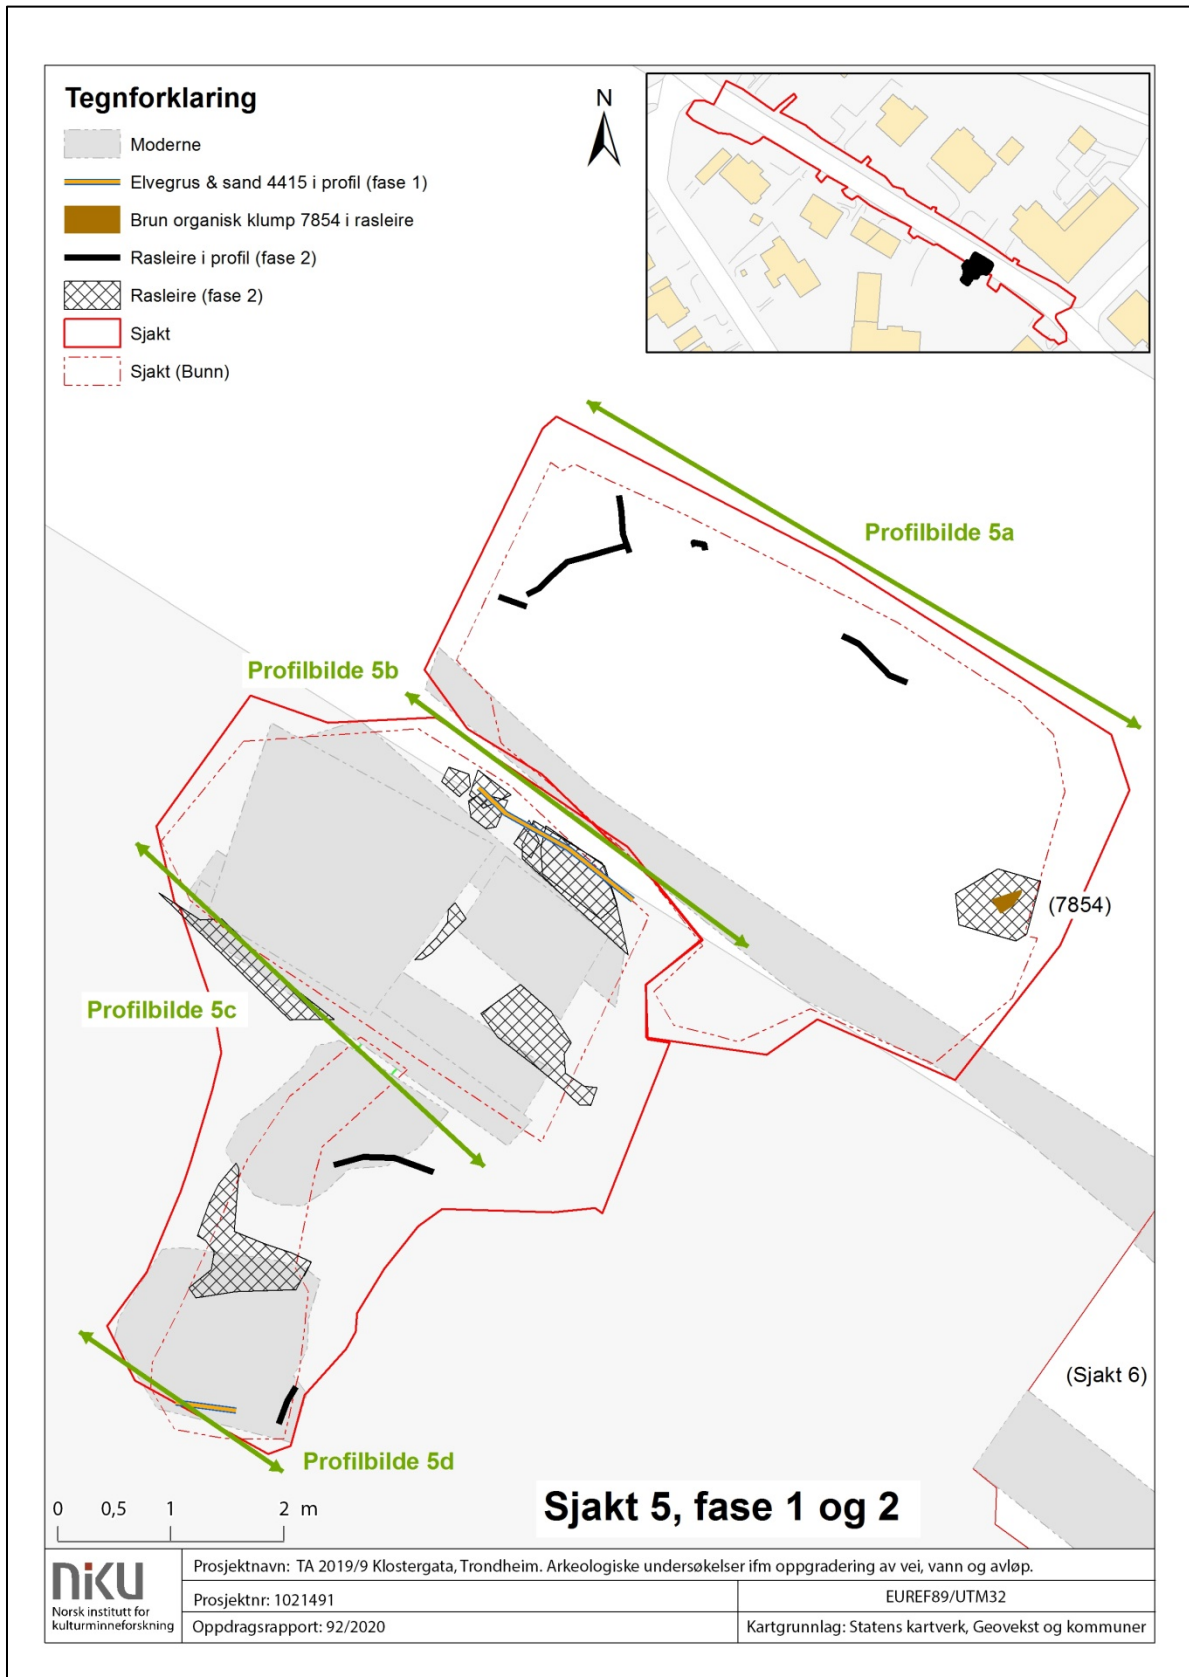 Tegnforklaring
Moderne
Elvegrus & sand 4415 i profil (fase 1)
Brun organisk klump 7854 i rasleire
Rasleire i profil (fase 2)
Rasleire (fase 2)
Sjakt
Sjakt (Bunn)
N
Profilbilde 5a
Profilbilde 5b
(7854)
Profilbilde 5c
(Sjakt 6)
Profilbilde 5d
0 0,5 1 2 m
Sjakt 5, fase 1 og 2
niKU
Norsk institutt for
kulturminneforskning
Prosjektnavn: TA 2019/9 Klostergata, Trondheim. Arkeologiske undersøkelser ifm oppgradering av vei, vann og avløp.
Prosjektnr: 1021491
EUREF89/UTM32
Oppdragsrapport: 92/2020
Kartgrunnlag: Statens kartverk, Geovekst og kommuner